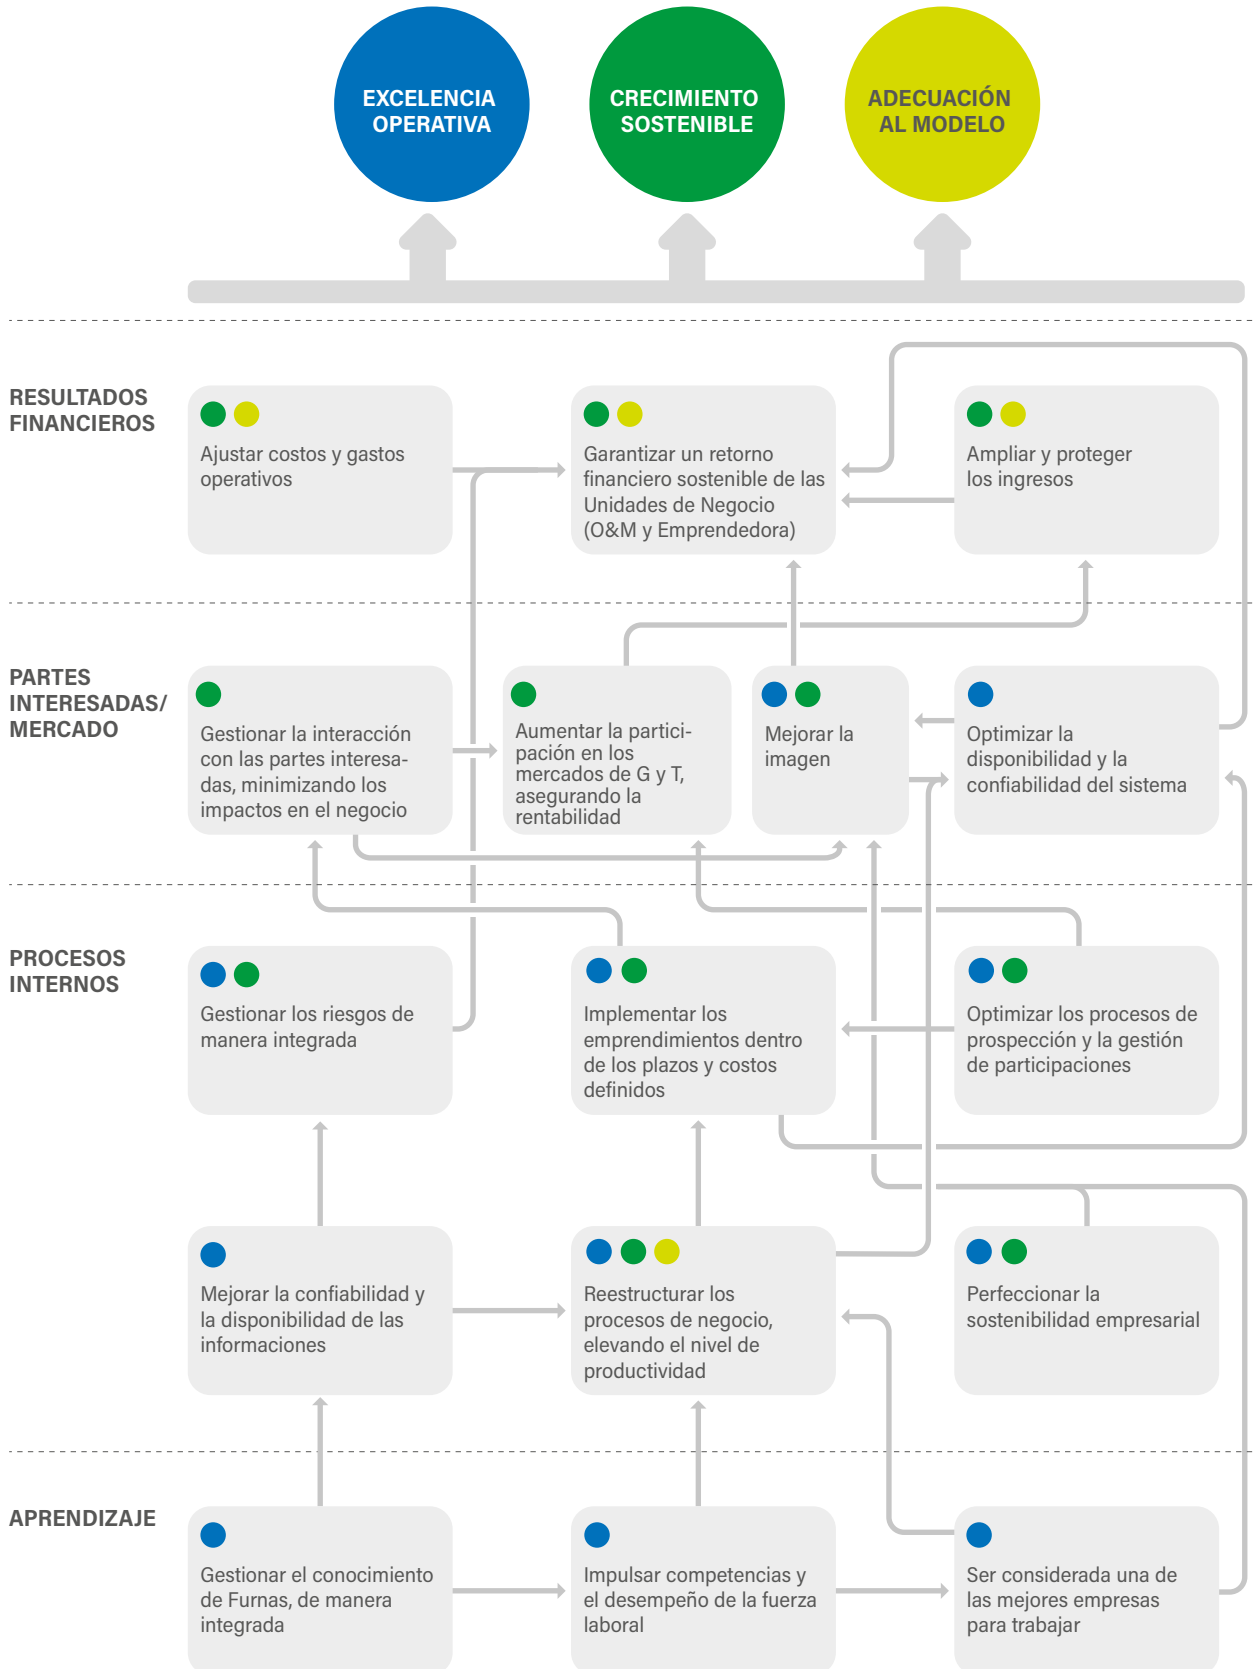 EXCELENCIA
OPERATIVA
CRECIMIENTO
SOSTENIBLE
ADECUACIÓN
AL MODELO
RESULTADOS
FINANCIEROS
Ajustar costos y gastos
operativos
Garantizar un retorno
financiero sostenible de las
Unidades de Negocio
(O&M y Emprendedora)
Ampliar y proteger
los ingresos
PARTES
INTERESADAS/
MERCADO
Gestionar la interacción
con las partes interesa-
das, minimizando los
impactos en el negocio
Aumentar la partici-
pación en los
mercados de G y T,
asegurando la
rentabilidad
Mejorar la
imagen
Optimizar la
disponibilidad y la
confiabilidad del sistema
PROCESOS
INTERNOS
Gestionar los riesgos de
manera integrada
Implementar los
emprendimientos dentro
de los plazos y costos
definidos
Optimizar los procesos de
prospección y la gestión
de participaciones
Mejorar la confiabilidad y
la disponibilidad de las
informaciones
Reestructurar los
procesos de negocio,
elevando el nivel de
productividad
Perfeccionar la
sostenibilidad empresarial
APRENDIZAJE
Gestionar el conocimiento
de Furnas, de manera
integrada
Impulsar competencias y
el desempeño de la fuerza
laboral
Ser considerada una de
las mejores empresas
para trabajar